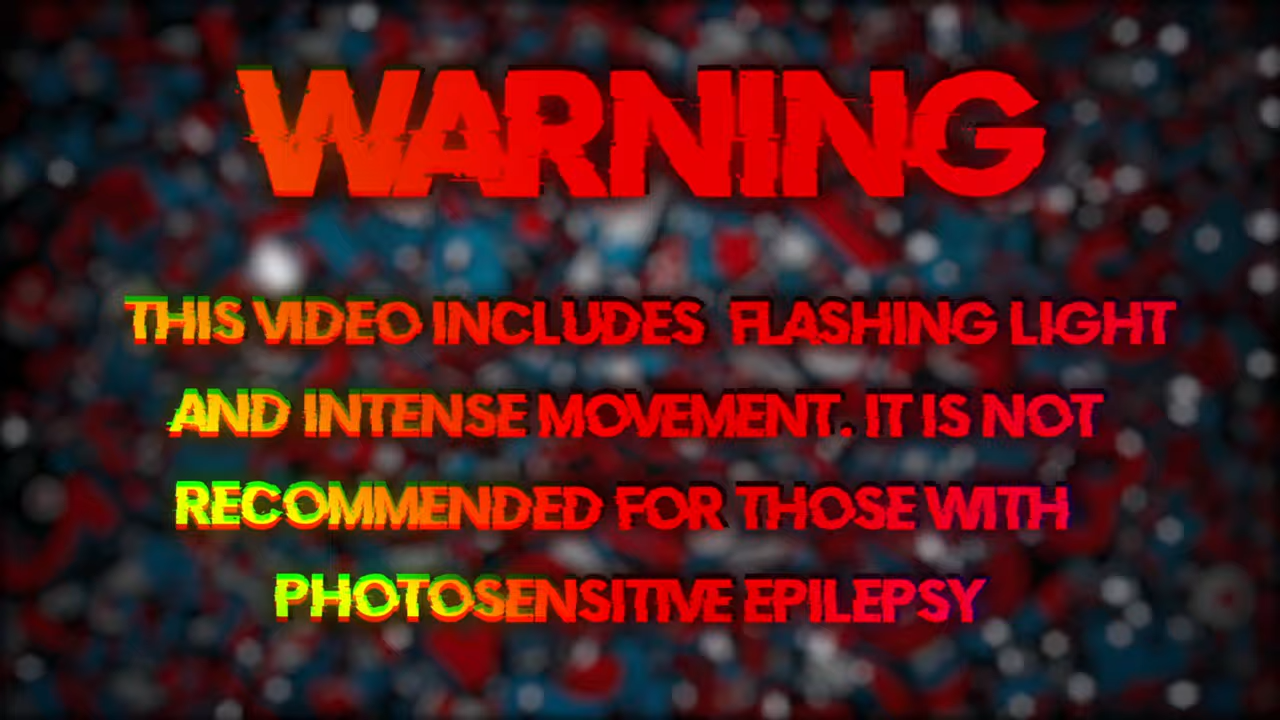 WARNING
THIS VIDEO INCLUDES FLASHING LIGHT
AND INTENSE MOVEMENT. IT IS NOT
RECOMMENDED FOR THOSE WITH
PHOTOSENSITIVE EPILEPSY